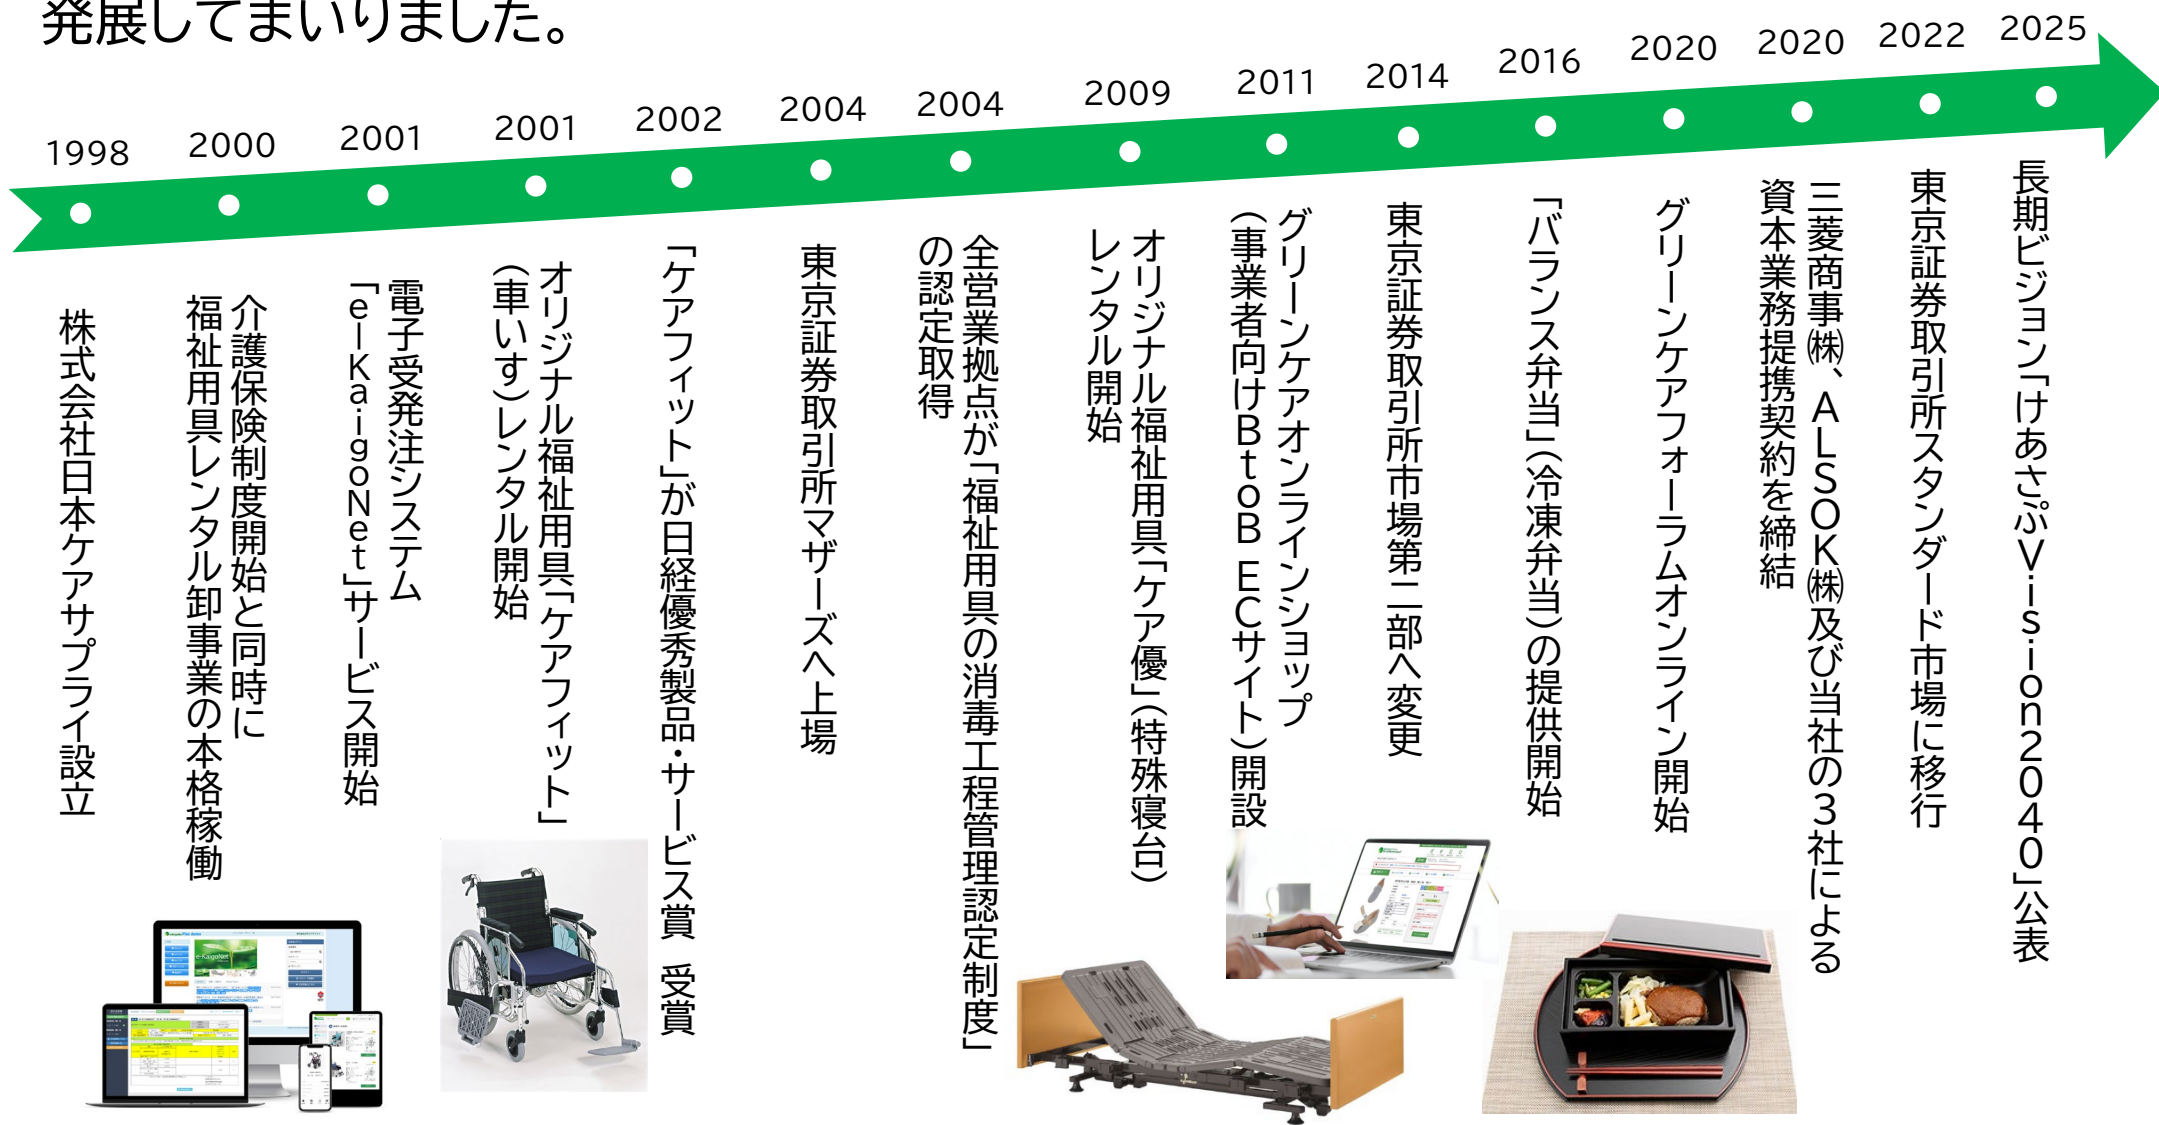 発展してまいりました。
1998
株式会社日本ケアサプライ設立
2000
介護保険制度開始と同時に
福祉用具レンタル卸事業の本格稼働
2001
電子受発注システム
「e-KaigoNet」サービス開始
2001
オリジナル福祉用具「ケアフィット」
(車いす)レンタル開始
2002
「ケアフィット」が日経優秀製品・サービス賞 受賞
2004
東京証券取引所マザーズへ上場
2004
全営業拠点が「福祉用具の消毒工程管理認定制度」
の認定取得
2009
オリジナル福祉用具「ケア優」(特殊寝台)
レンタル開始
2011
グリーンケアオンラインショップ
(事業者向けBtoB ECサイト)開設
2014
東京証券取引所市場第二部へ変更
2016
「バランス弁当」(冷凍弁当)の提供開始
2020
グリーンケアフォーラムオンライン開始
2020
三菱商事㈱、ALSOK㈱及び当社の3社による
資本業務提携契約を締結
2022
東京証券取引所スタンダード市場に移行
2025
長期ビジョン「けあさぷVision2040」公表
e-KaigoNet